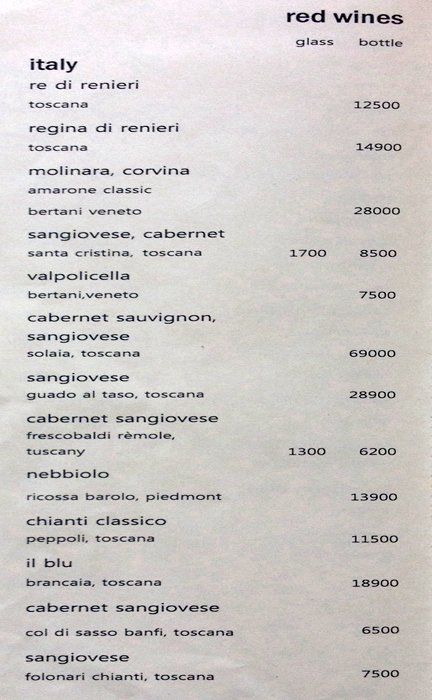 red wines
glass bottle
italy
re di renieri
toscana 12500
regina di renieri
toscana 14900
molinara, corvina
amarone classic
bertani veneto 28000
sangiovese, cabernet
santa cristina, toscana 1700 8500
valpolicella
bertani,veneto 7500
cabernet sauvignon,
sangiovese
solaia, toscana 69000
sangiovese
guado al taso, toscana 28900
cabernet sangiovese
frescobaldi rèmole,
tuscany 1300 6200
nebbiolo
ricossa barolo, piedmont 13900
chianti classico
peppoli, toscana 11500
il blu
brancaia, toscana 18900
cabernet sangiovese
col di sasso banfi, toscana 6500
sangiovese
folonari chianti, toscana 7500